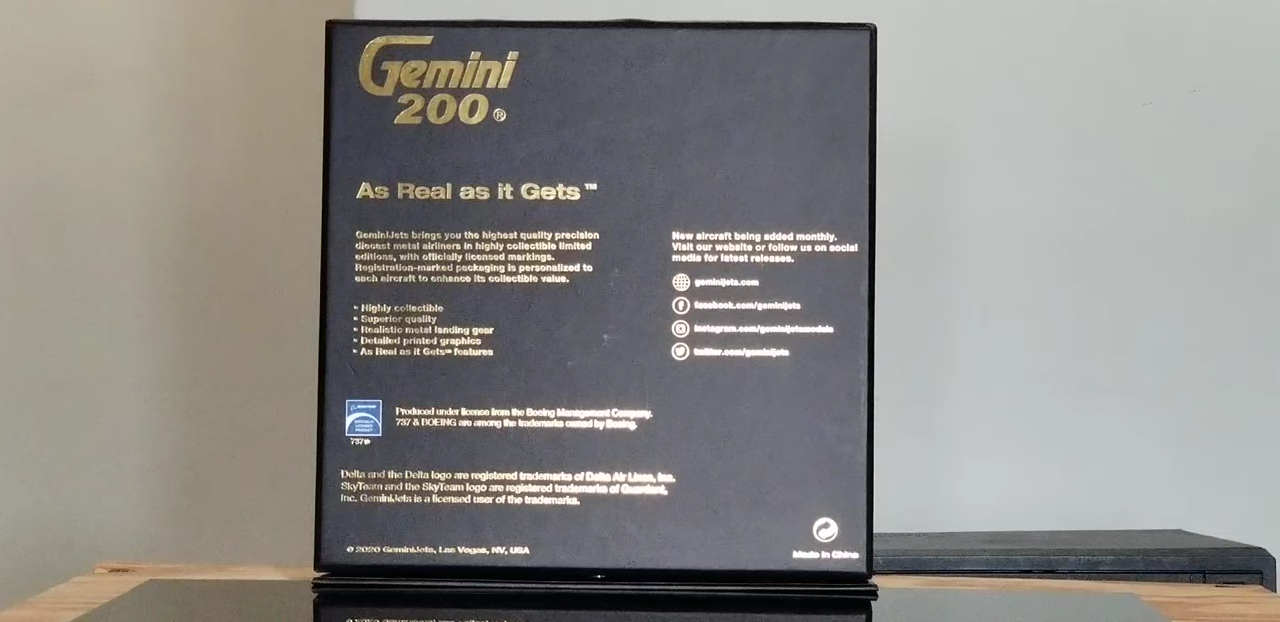 Gemini
200®
As Real as it Gets™
GeminiJets brings you the highest quality precision
diecast metal airliners in highly collectible limited
editions, with officially licensed markings.
Registration-marked packaging is personalized to
each aircraft to enhance its collectible value.
• Highly collectible
• Superior quality
• Realistic metal landing gear
• Detailed printed graphics
• As Real as it Gets™ features
New aircraft being added monthly.
Visit our website or follow us on social
media for latest releases.
geminijets.com
facebook.com/geminijets
instagram.com/geminijetsmodels
twitter.com/geminijets
BOEING
SPECIALLY
LICENSED
PRODUCT
737
Produced under license from the Boeing Management Company.
737 & BOEING are among the trademarks owned by Boeing.
Delta and the Delta logo are registered trademarks of Delta Air Lines, Inc.
SkyTeam and the SkyTeam logo are registered trademarks of
Inc. GeminiJets is a licensed user of the trademarks.
© 2020 GeminiJets, Las Vegas, NV, USA
Made in China